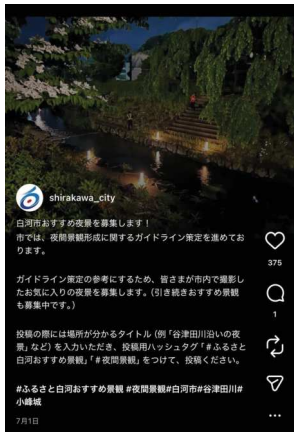 shirakawa_city
白河市おすすめ夜景を募集します！
市では、夜間景観形成に関するガイドライン策定を進めてお
ります。
ガイドライン策定の参考にするため、皆さまが市内で撮影し
たお気に入りの夜景を募集します。（引き続きおすすめ景観
も募集中です。）
投稿の際には場所が分かるタイトル（例「谷津田川沿いの夜
景」など）を入力いただき、投稿用ハッシュタグ「＃ふるさと
白河おすすめ景観」「＃夜間景観」をつけて、投稿ください。
#ふるさと白河おすすめ景観 #夜間景観#白河市#谷津田川#
小峰城
7月1日
375
1